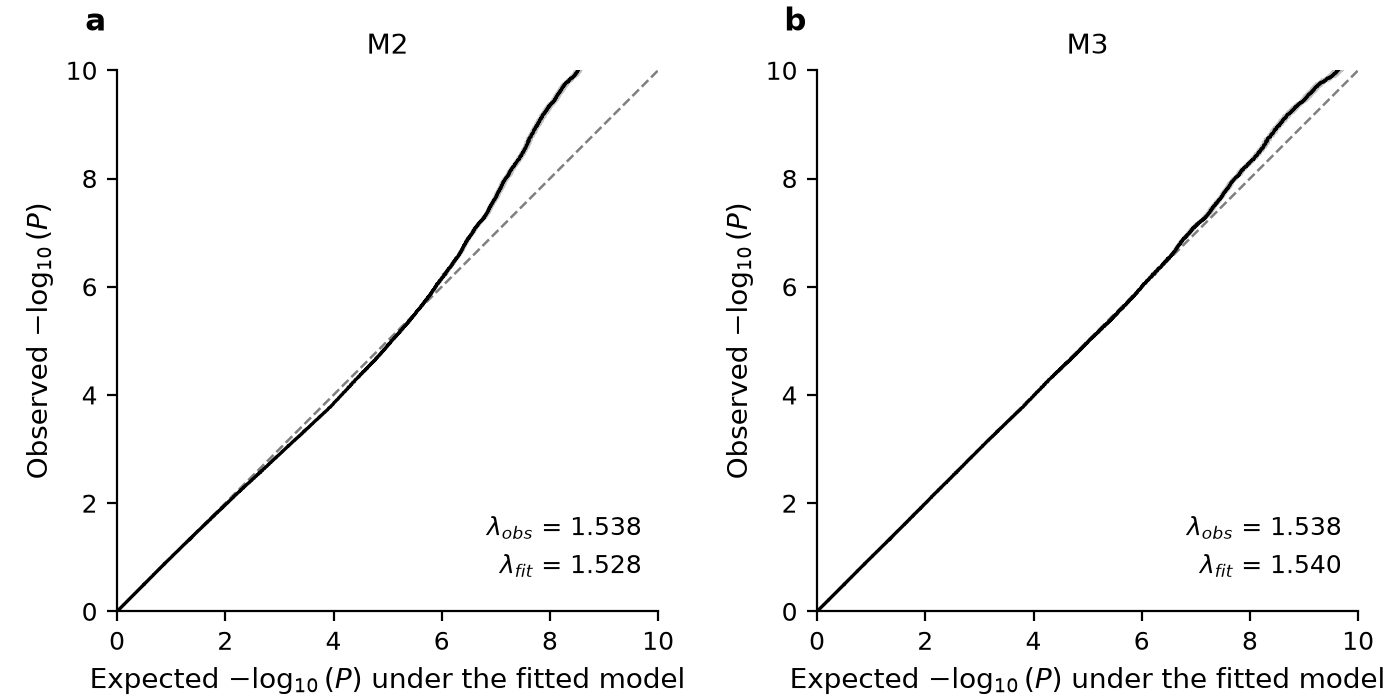 a
M2
10
8
6
4
2
0
0 2 4 6 8 10
Observed −log₁₀ (P)
Expected −log₁₀ (P) under the fitted model
λobs = 1.538
λfit = 1.528
b
M3
10
8
6
4
2
0
0 2 4 6 8 10
Observed −log₁₀ (P)
Expected −log₁₀ (P) under the fitted model
λobs = 1.538
λfit = 1.540